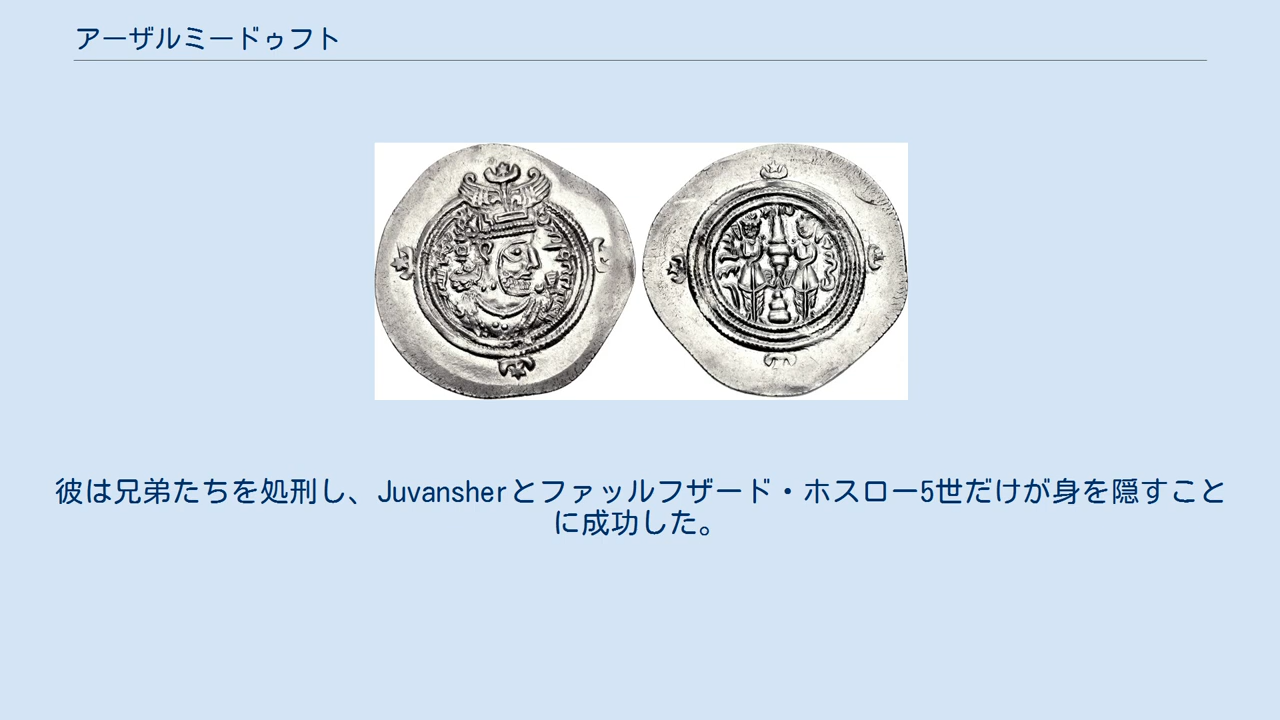 アーザルミードゥフト
彼は兄弟たちを処刑し、Juvansherとファッルフザード・ホスロー5世だけが身を隠すこと
に成功した。